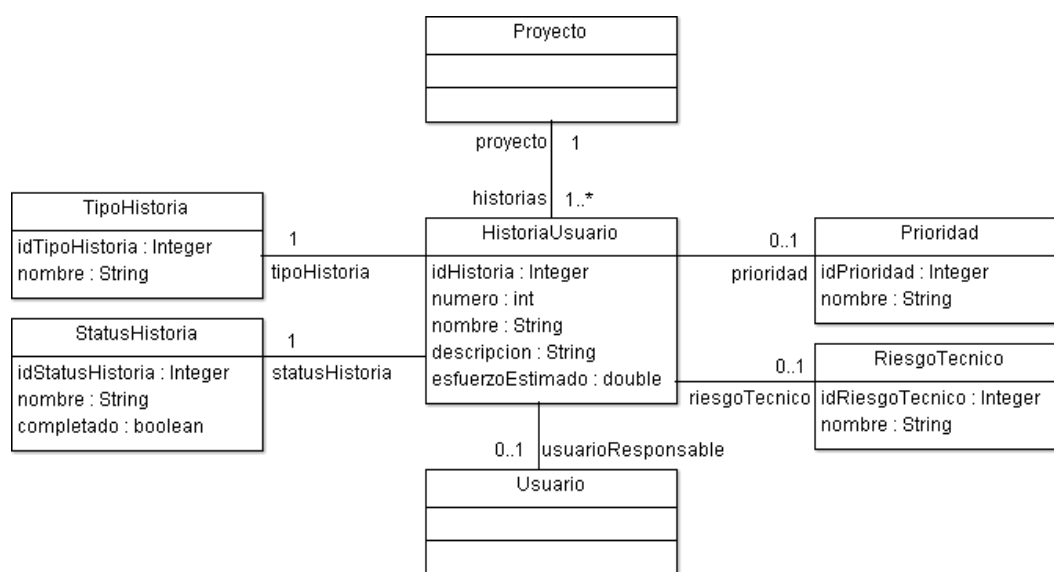 Proyecto
proyecto 1
historias 1..*
TipoHistoria
idTipoHistoria : Integer
nombre : String
1
tipoHistoria
StatusHistoria
idStatusHistoria : Integer
nombre : String
completado : boolean
1
statusHistoria
HistoriaUsuario
idHistoria : Integer
numero : int
nombre : String
descripcion : String
esfuerzoEstimado : double
0..1
prioridad
Prioridad
idPrioridad : Integer
nombre : String
0..1
riesgoTecnico
RiesgoTecnico
idRiesgoTecnico : Integer
nombre : String
0..1 usuarioResponsable
Usuario